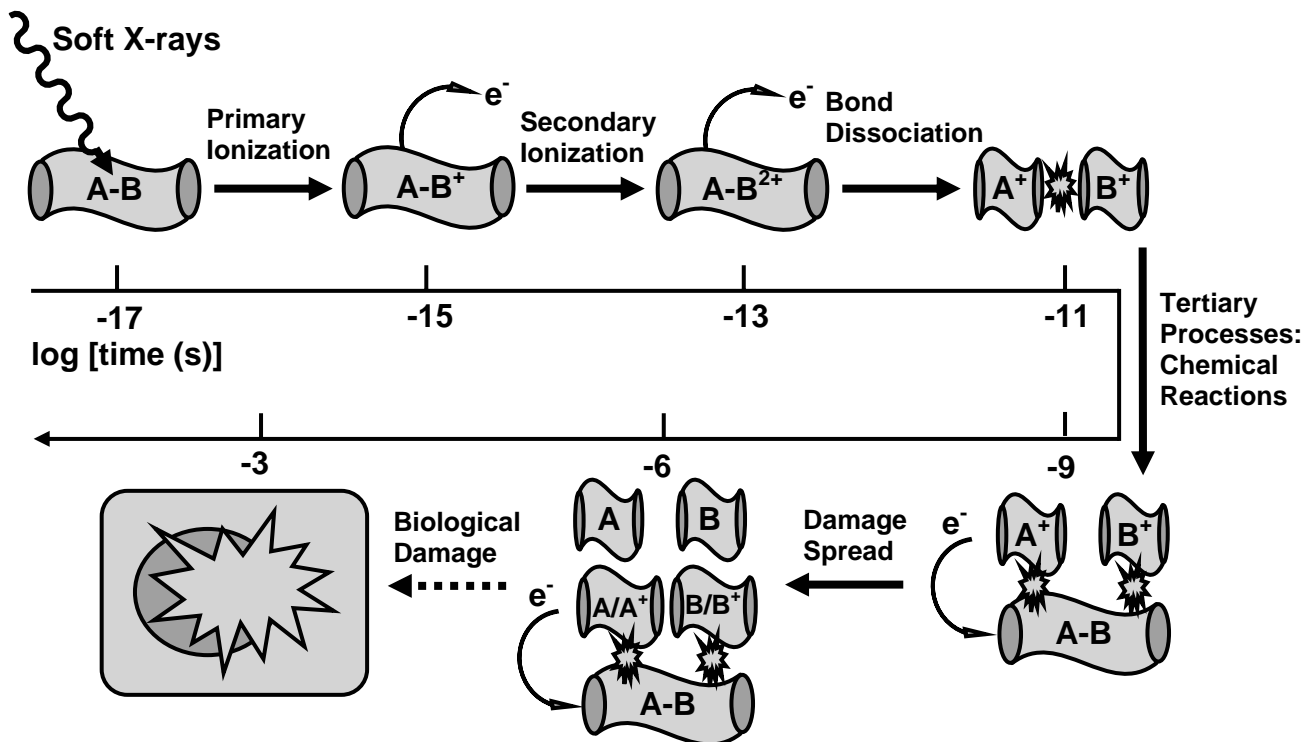 Soft X-rays
Primary
Ionization
e-
Secondary
Ionization
e-
Bond
Dissociation
A-B
A-B+
A-B2+
A+
B+
-17
-15
-13
-11
log [time (s)]
Tertiary
Processes:
Chemical
Reactions
-3
-6
-9
Biological
Damage
A
B
e-
A/A+
B/B+
A-B
Damage
Spread
e-
A+
B+
A-B